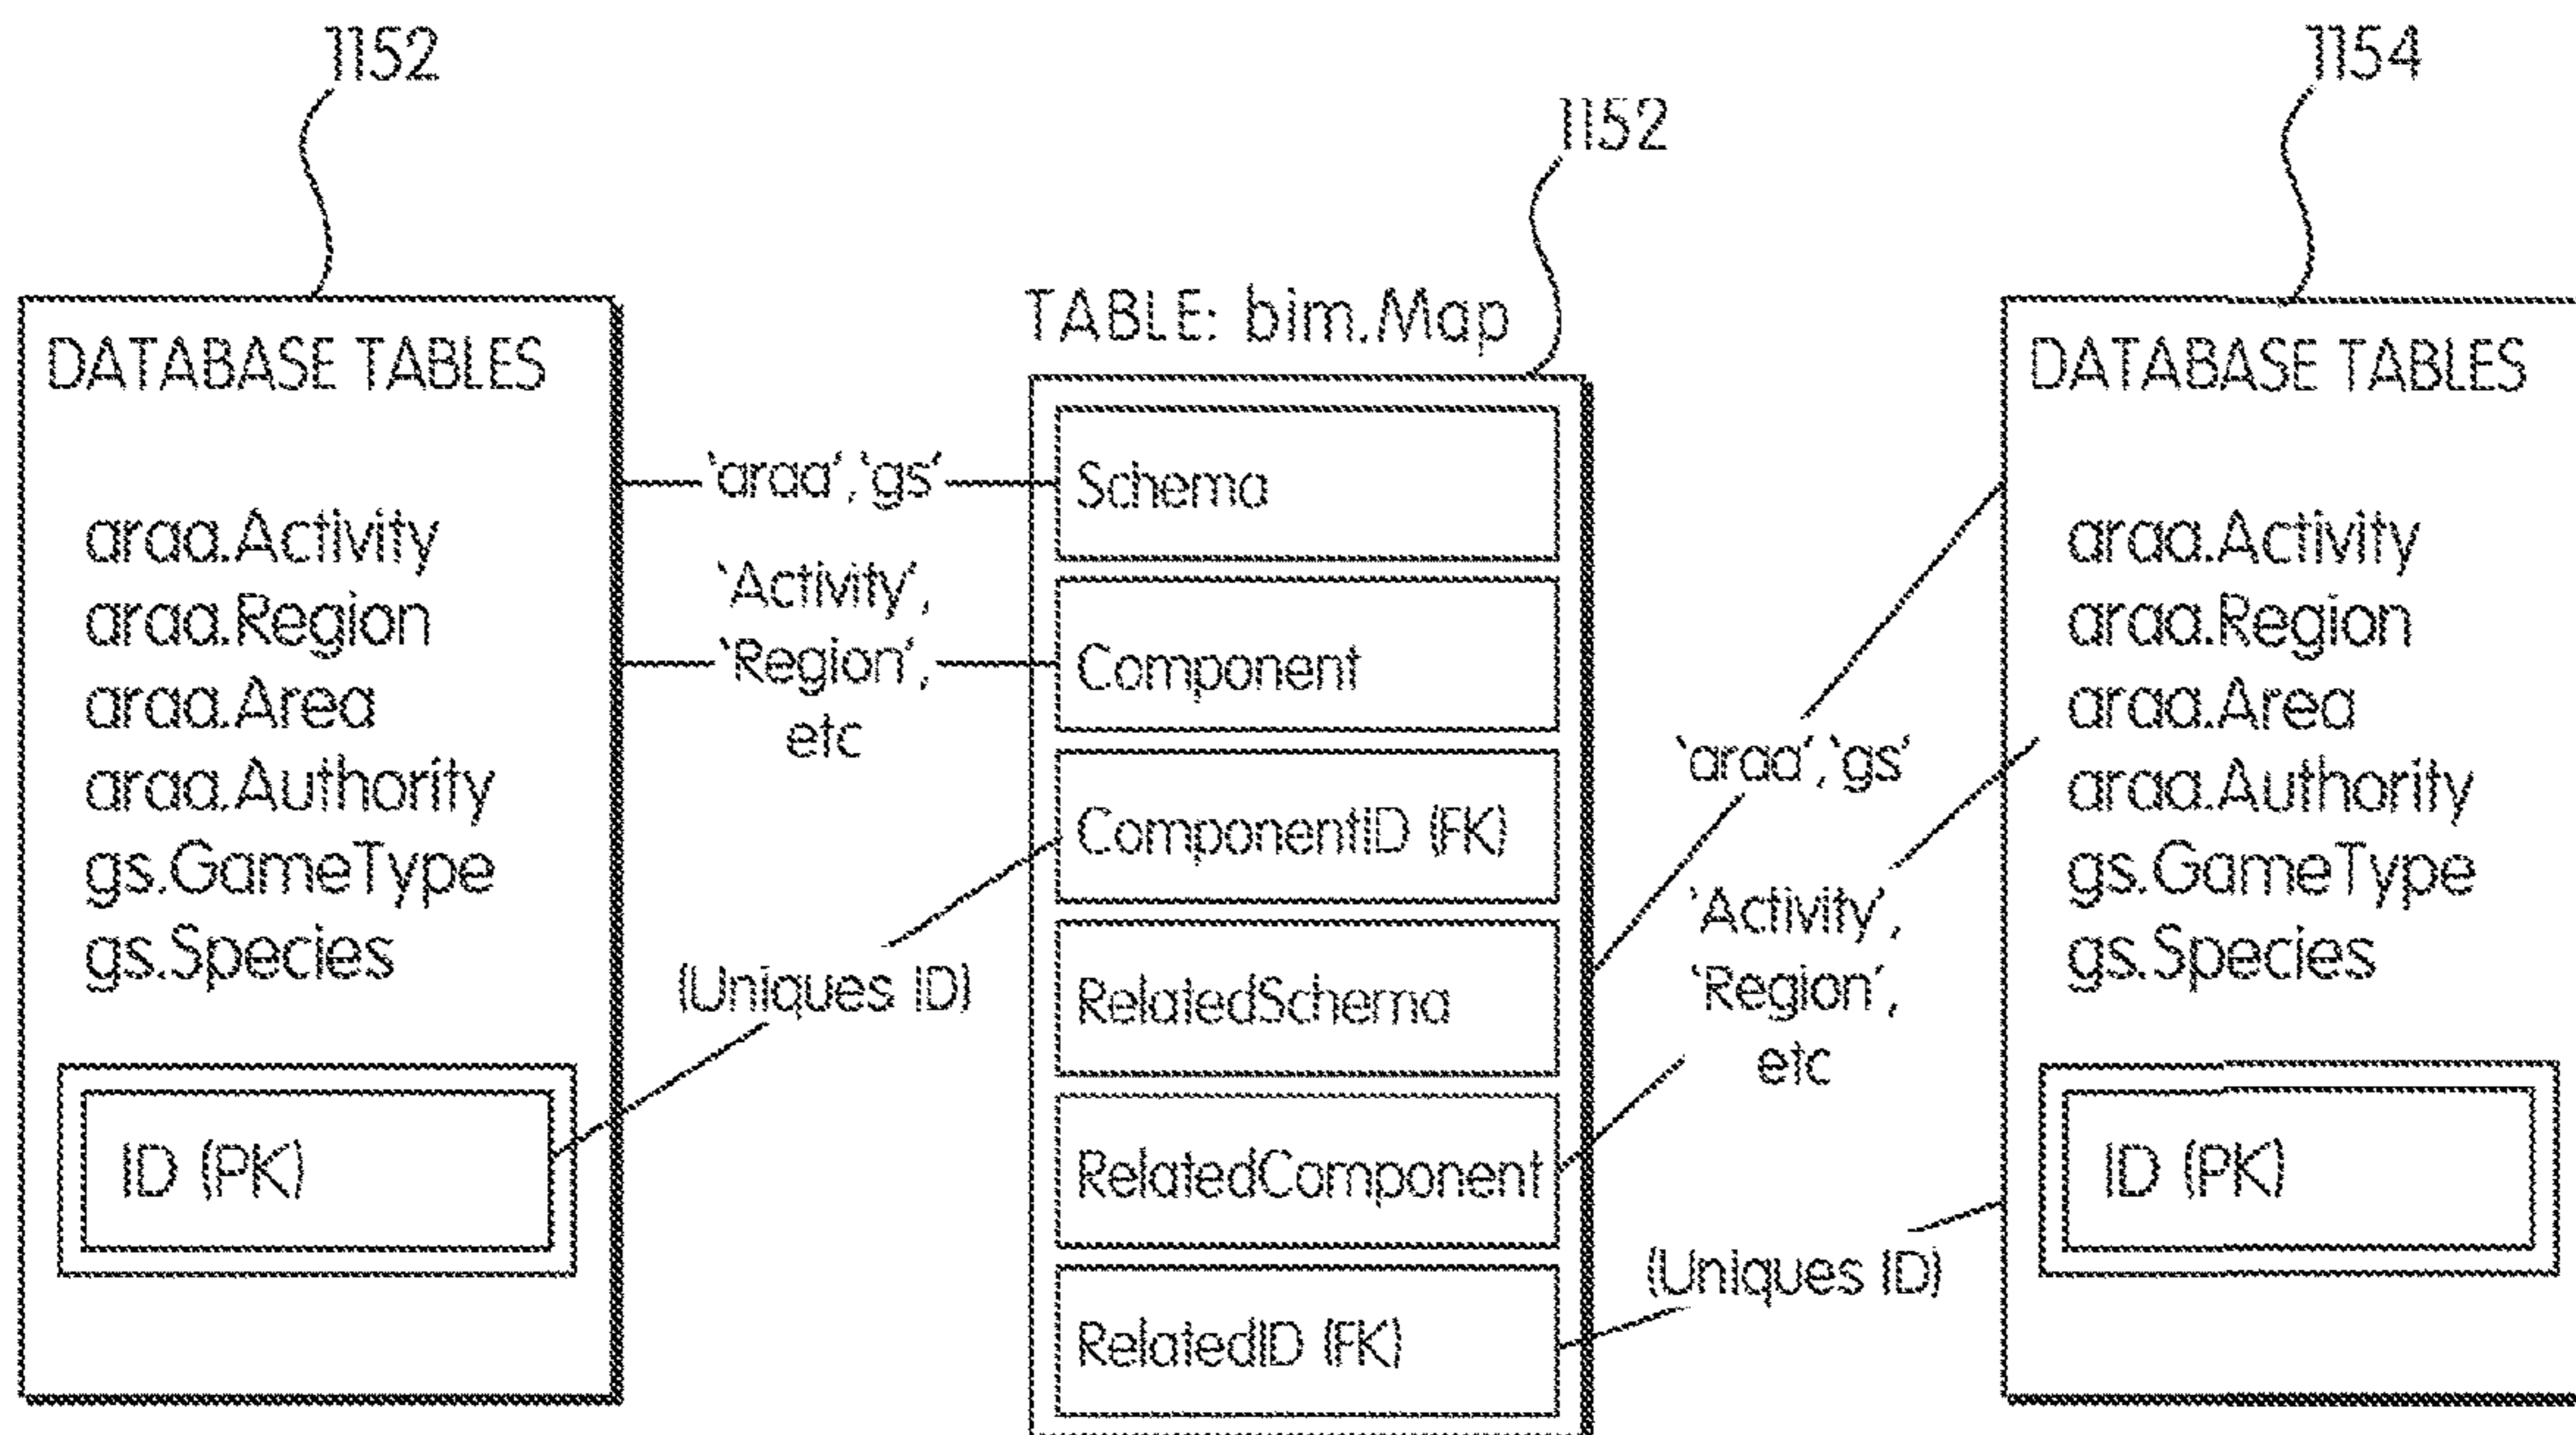 1152
1152
1154
DATABASE TABLES
araa.Activity
araa.Region
araa.Area
araa.Authority
gs.GameType
gs.Species
ID (PK)
'araa','gs'
'Activity',
'Region',
etc
(Uniques ID)
TABLE: bim.Map
Schema
Component
ComponentID (FK)
RelatedSchema
RelatedComponent
RelatedID (FK)
'araa','gs'
'Activity',
'Region',
etc
(Uniques ID)
DATABASE TABLES
araa.Activity
araa.Region
araa.Area
araa.Authority
gs.GameType
gs.Species
ID (PK)